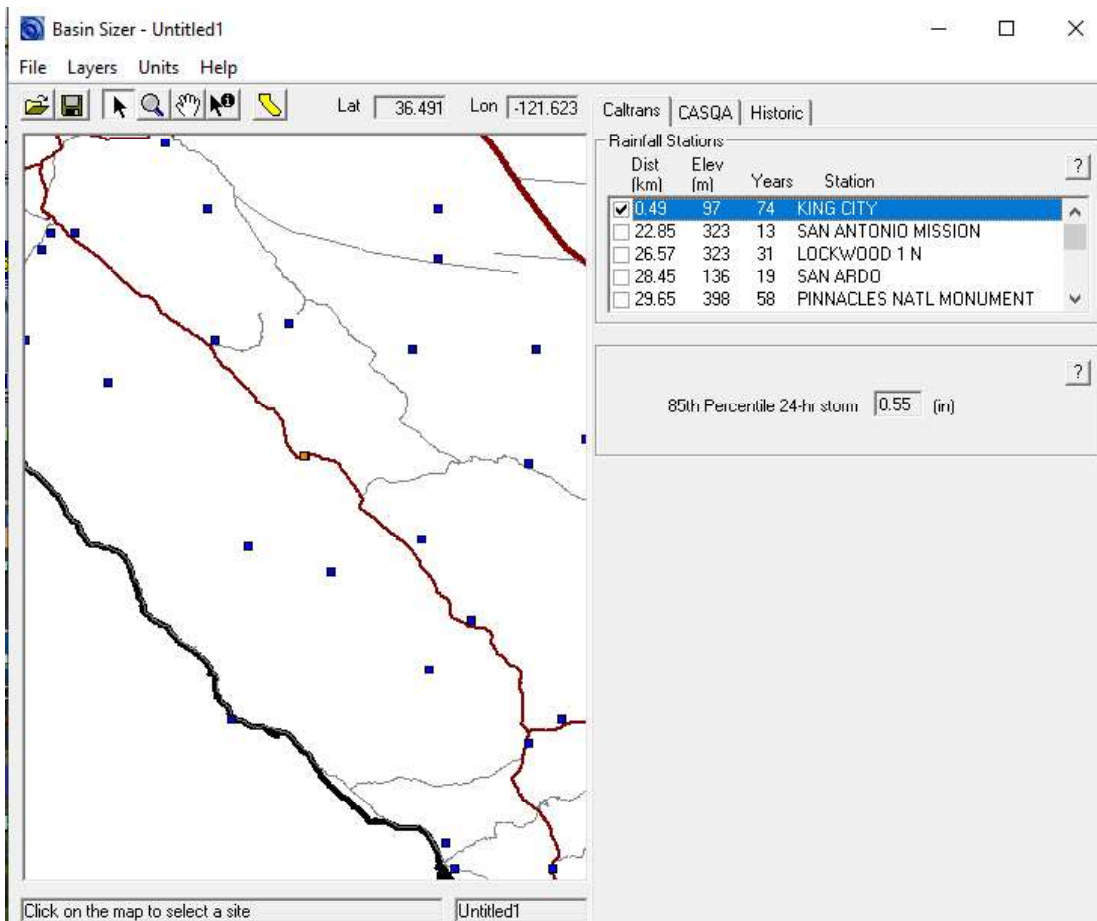 Basin Sizer - Untitled1
File Layers Units Help
Lat 36.491 Lon -121.623
Caltrans CASQA Historic
Rainfall Stations
Dist (km) Elev (m) Years Station
?
0.49 97 74 KING CITY
22.85 323 13 SAN ANTONIO MISSION
26.57 323 31 LOCKWOOD 1 N
28.45 136 19 SAN ARDO
29.65 398 58 PINNACLES NATL MONUMENT
?
85th Percentile 24-hr storm 0.55 (in)
Click on the map to select a site
Untitled1